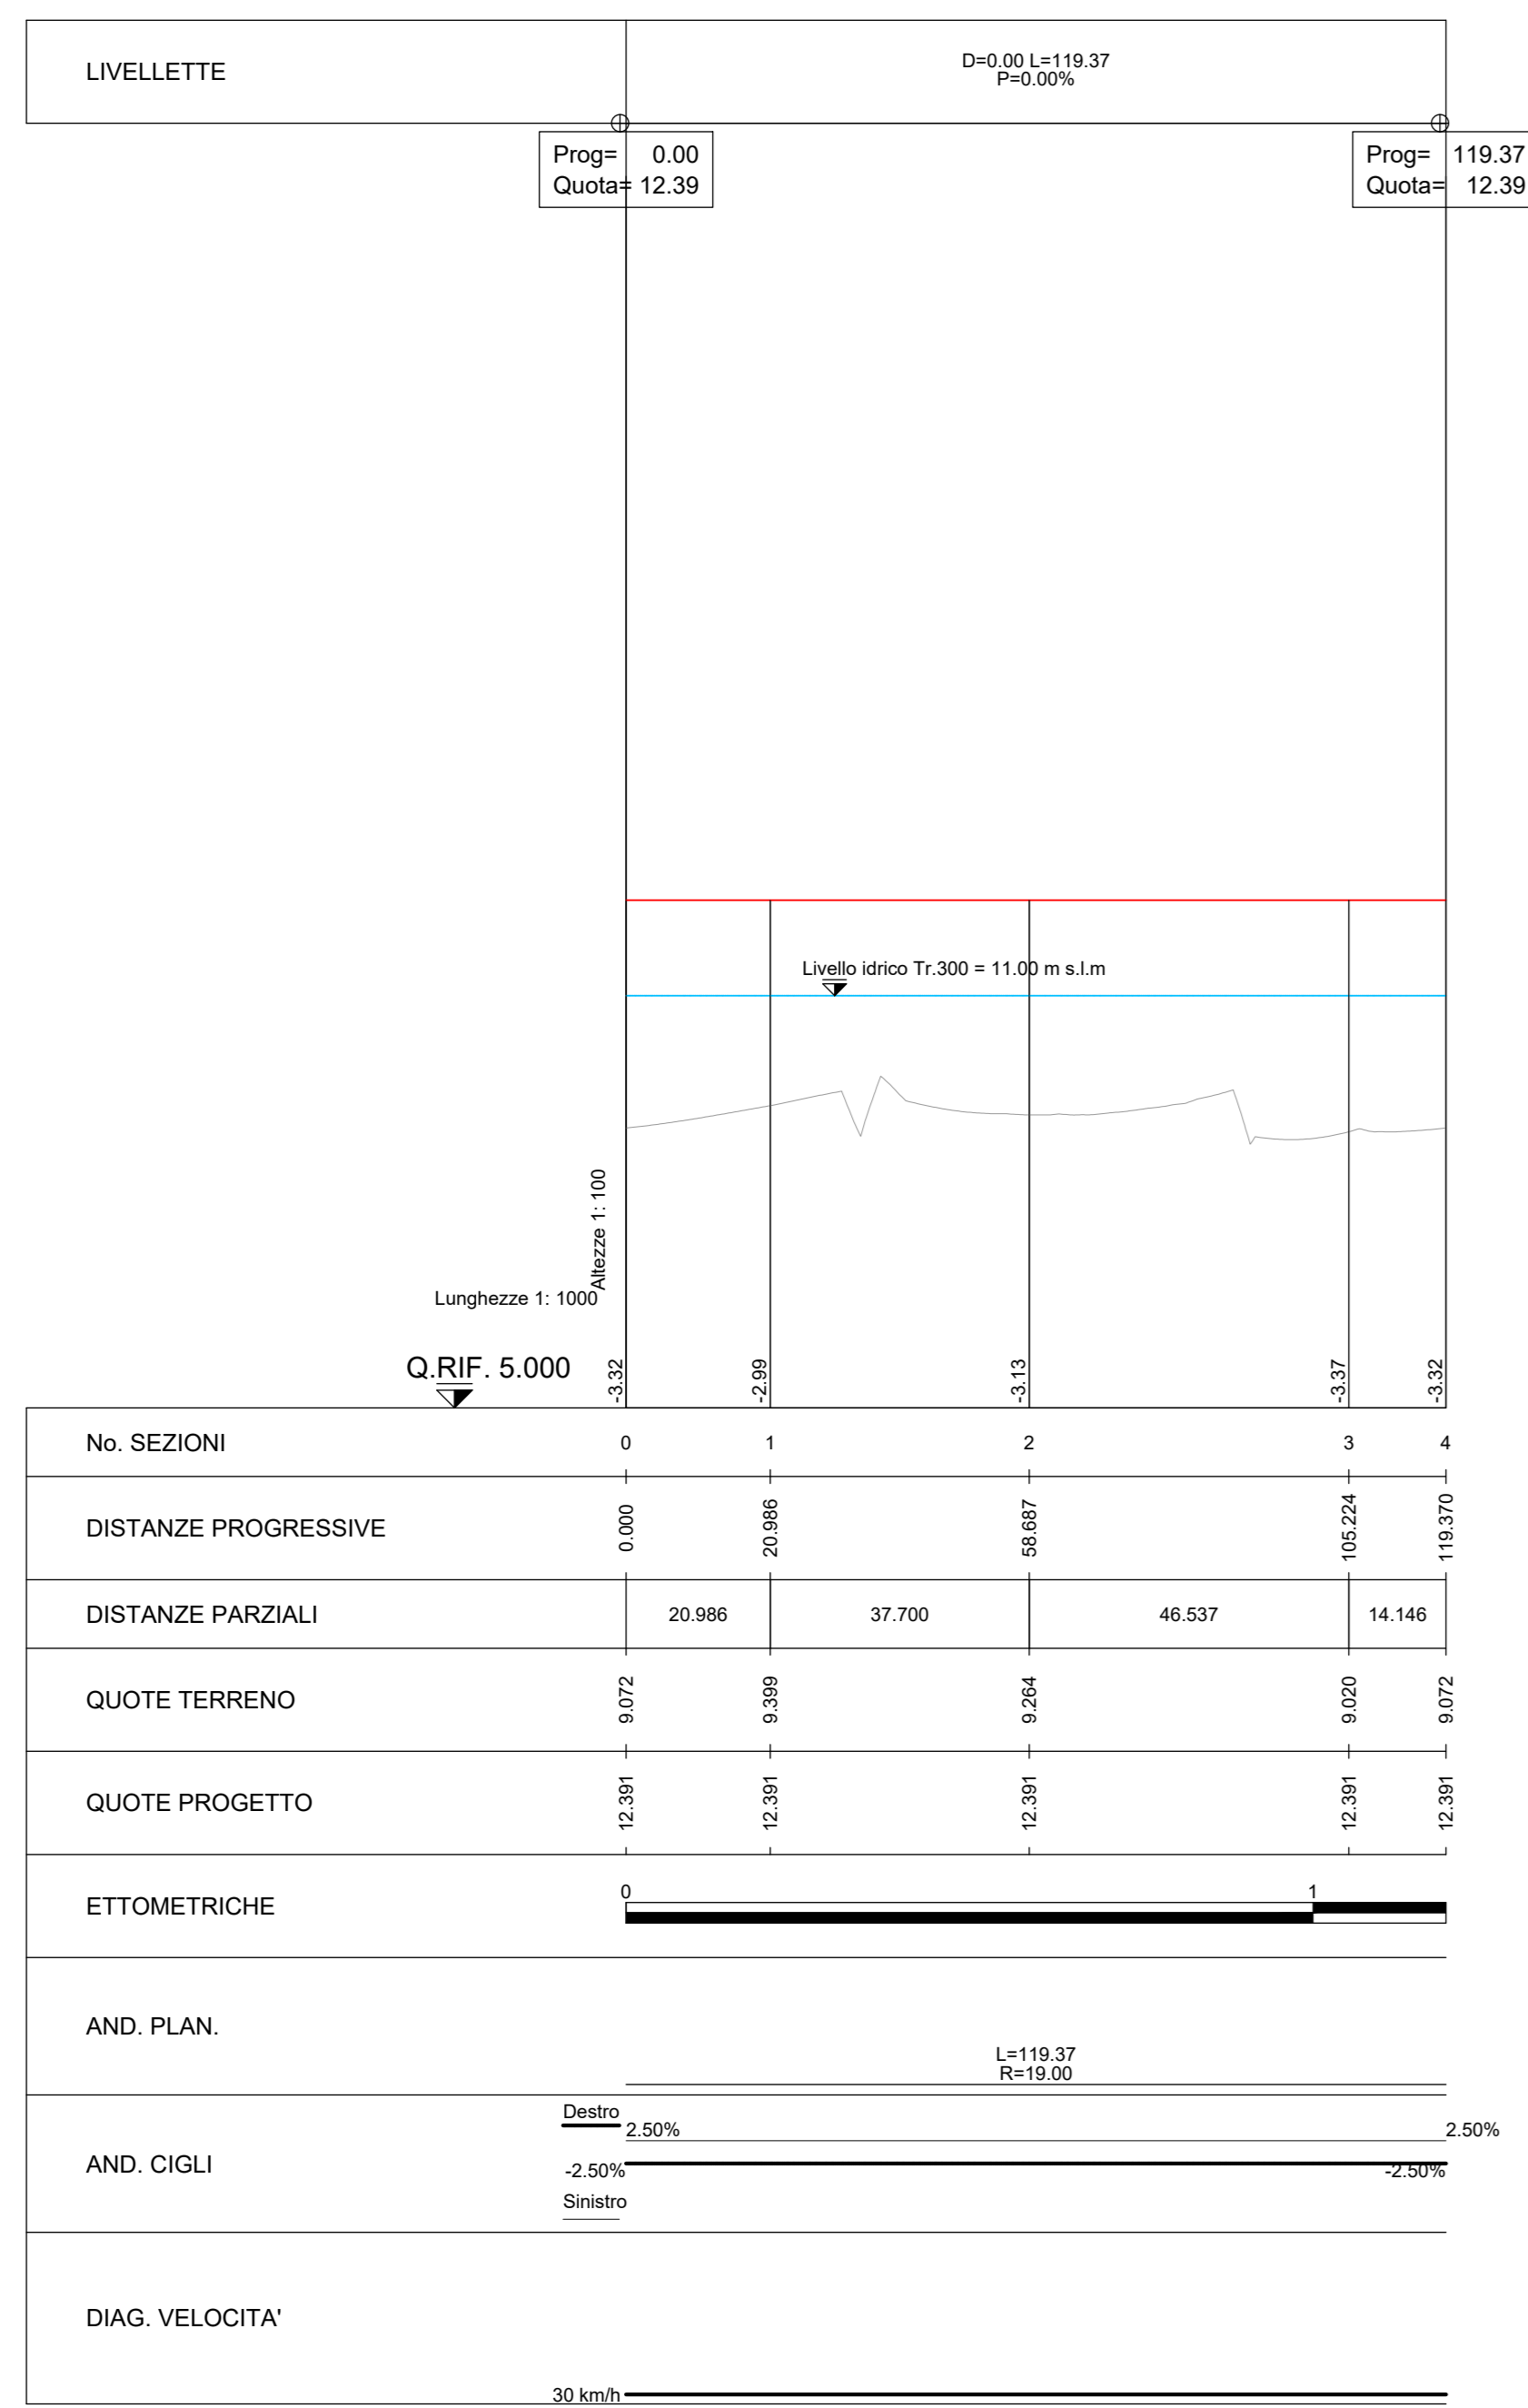 LIVELLETTE
D=0.00 L=119.37
P=0.00%
Prog= 0.00
Quota= 12.39
Prog= 119.37
Quota= 12.39
Livello idrico Tr.300 = 11.00 m s.l.m
Altezze 1: 100
Lunghezze 1: 1000
Q.RIF. 5.000
-3.32 -2.99 -3.13 -3.37 -3.32
No. SEZIONI 0 1 2 3 4
DISTANZE PROGRESSIVE 0.000 20.986 58.687 105.224 119.370
DISTANZE PARZIALI 20.986 37.700 46.537 14.146
QUOTE TERRENO 9.072 9.399 9.264 9.020 9.072
QUOTE PROGETTO 12.391 12.391 12.391 12.391 12.391
ETTOMETRICHE 0 1
AND. PLAN.
L=119.37
R=19.00
AND. CIGLI
Destro
2.50% 2.50%
-2.50% -2.50%
Sinistro
DIAG. VELOCITA'
30 km/h